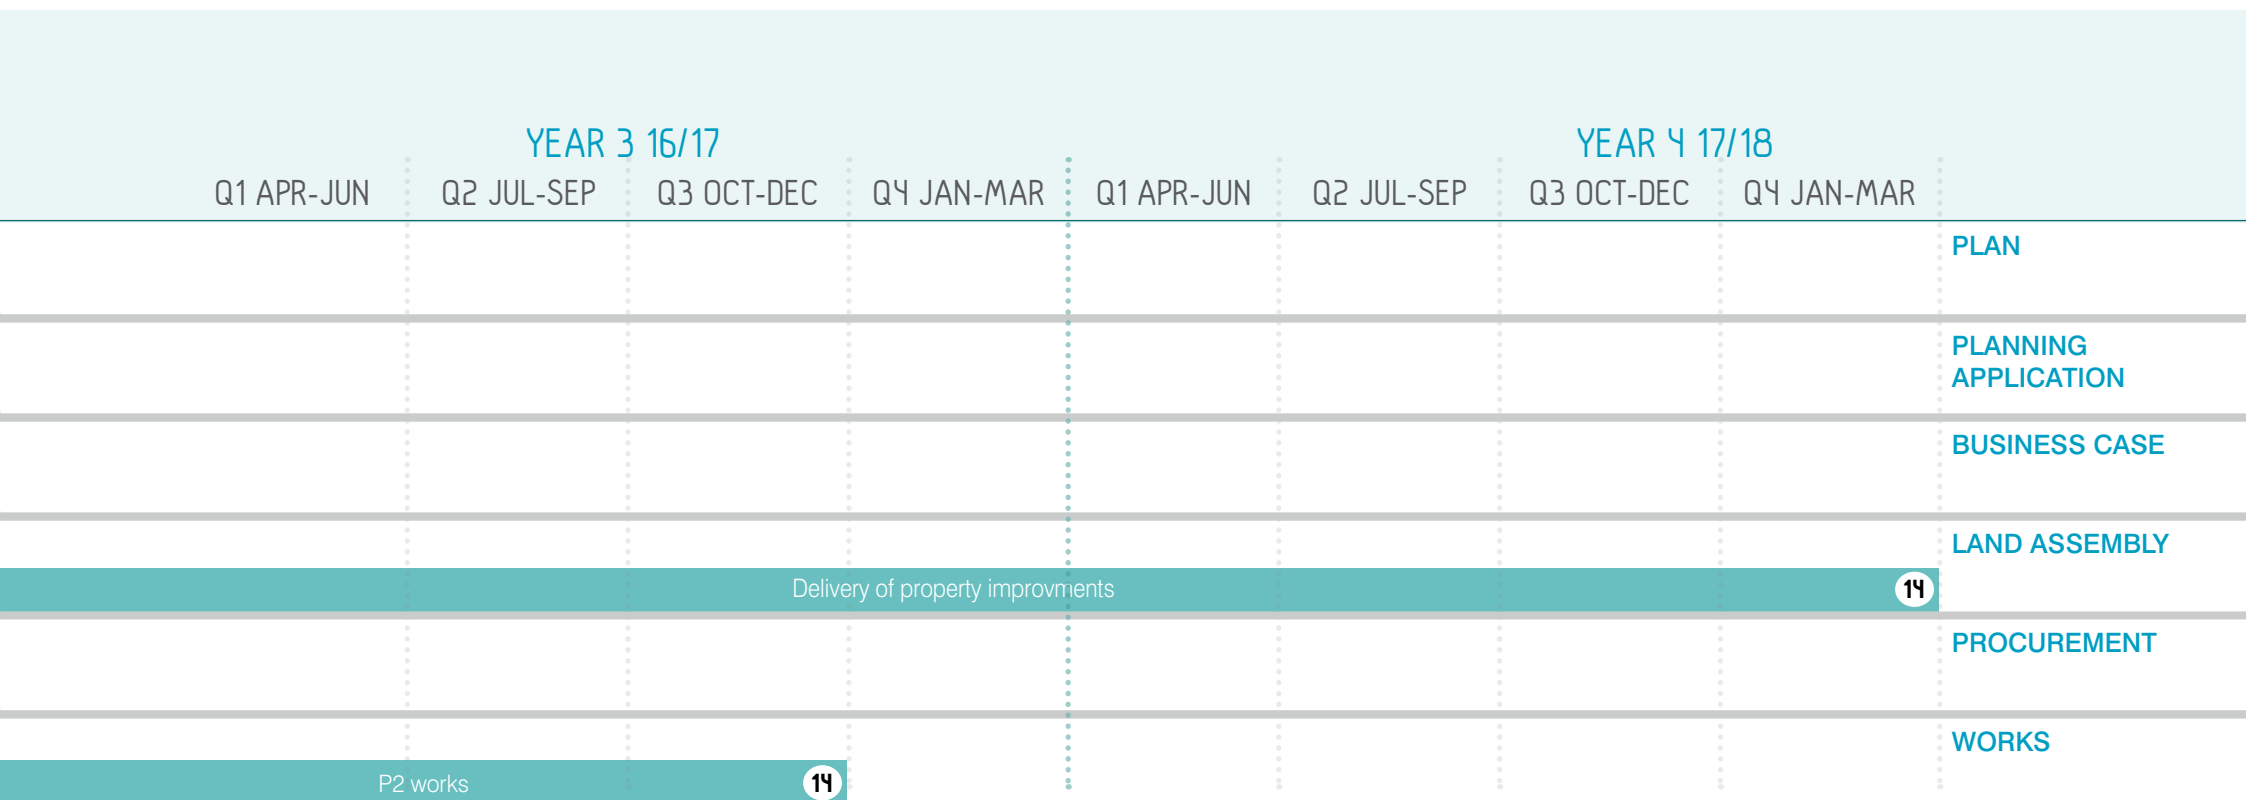 YEAR 3 16/17 YEAR 4 17/18
Q1 APR-JUN Q2 JUL-SEP Q3 OCT-DEC Q4 JAN-MAR Q1 APR-JUN Q2 JUL-SEP Q3 OCT-DEC Q4 JAN-MAR
PLAN
PLANNING
APPLICATION
BUSINESS CASE
LAND ASSEMBLY
Delivery of property improvments 14
PROCUREMENT
WORKS
P2 works 14